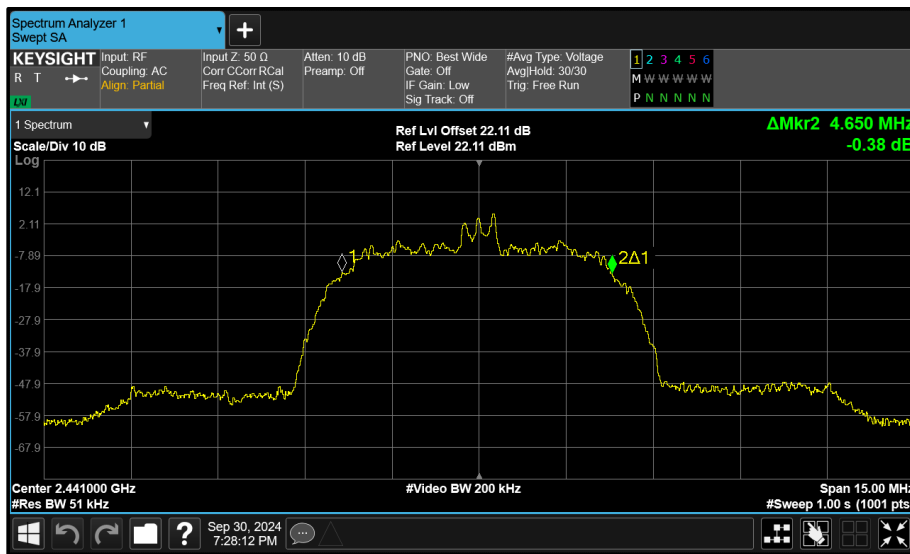 Spectrum Analyzer 1
Swept SA
+
KEYSIGHT
R T
LXI
Input: RF
Coupling: AC
Align: Partial
Input Z: 50 Ω
Corr CCorr RCal
Freq Ref: Int (S)
Atten: 10 dB
Preamp: Off
PNO: Best Wide
Gate: Off
IF Gain: Low
Sig Track: Off
#Avg Type: Voltage
Avg|Hold: 30/30
Trig: Free Run
1 2 3 4 5 6
M W W W W W
P N N N N N
1 Spectrum
Scale/Div 10 dB
Log
Ref Lvl Offset 22.11 dB
Ref Level 22.11 dBm
ΔMkr2 4.650 MHz
-0.38 dB
12.1
2.11
-7.89
-17.9
-27.9
-37.9
-47.9
-57.9
-67.9
1
2Δ1
Center 2.441000 GHz
#Res BW 51 kHz
#Video BW 200 kHz
Span 15.00 MHz
#Sweep 1.00 s (1001 pts
?
Sep 30, 2024
7:28:12 PM